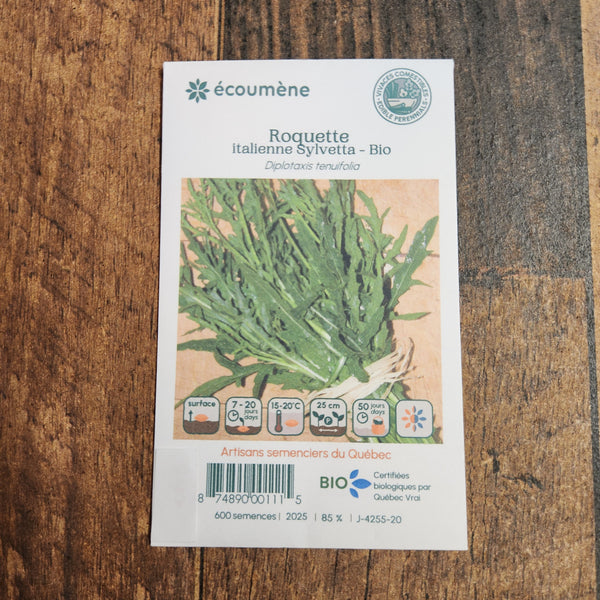 écoumène
VIVACES COMESTIBLES
EDIBLE PERENNIALS
Roquette
italienne Sylvetta - Bio
Diplotaxis tenuifolia
surface
7 - 20
jours
days
15-20°C
25 cm
P
50 jours
days
Artisans semenciers du Québec
8 74890 00111 5
BIO
Certifiées
biologiques par
Québec Vrai
600 semences | 2025 | 85 % | J-4255-20